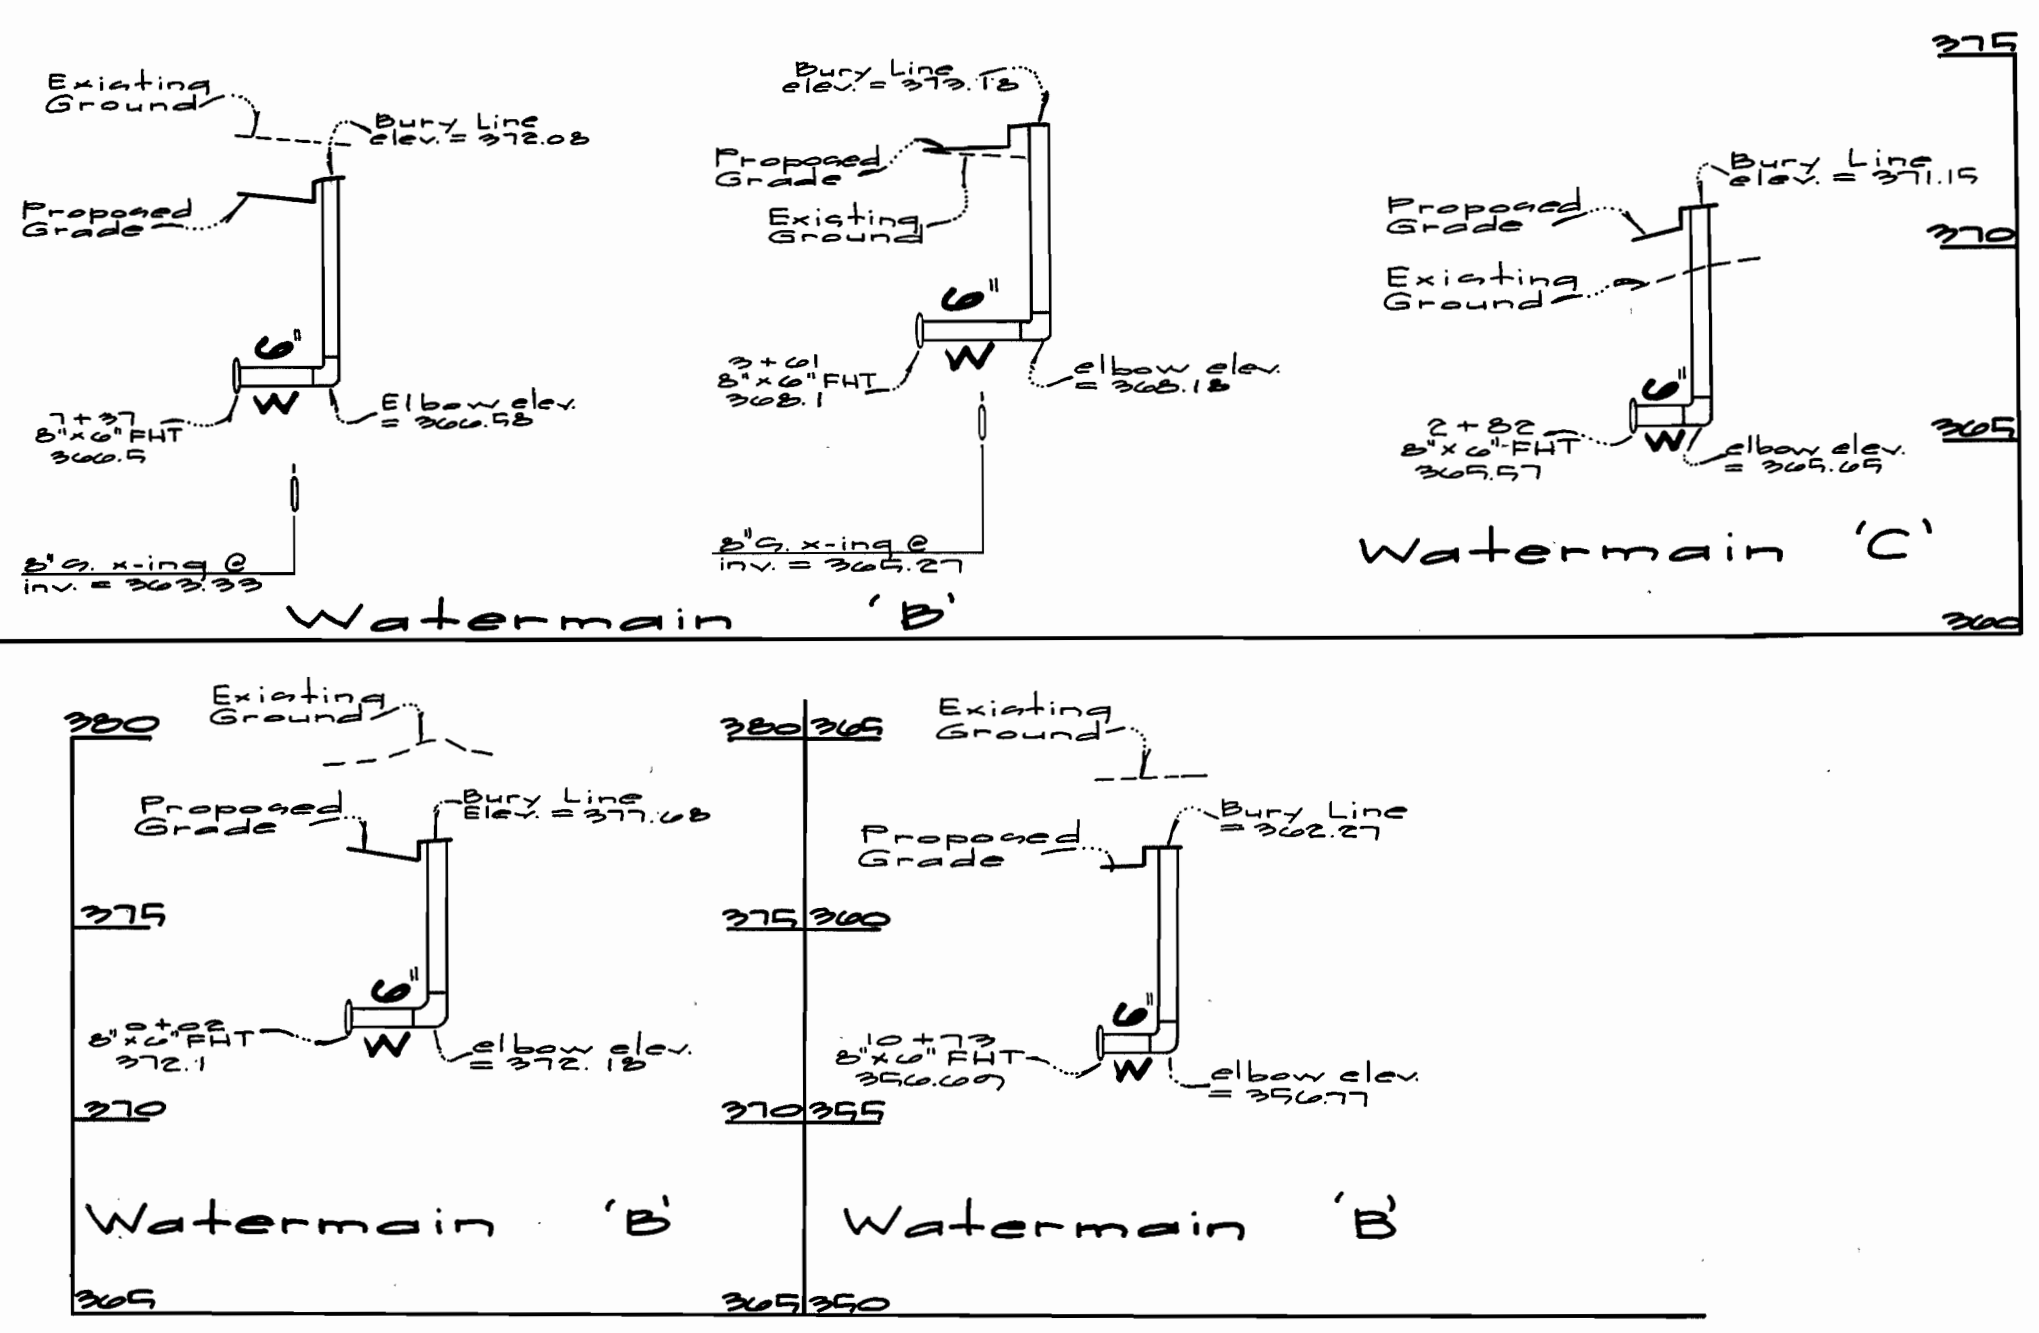 Existing
Ground
Bury Line
elev. = 372.08
Proposed
Grade
6"
W
7+37
8"x6" FHT
366.5
Elbow elev.
= 366.58
8"S. x-ing @
inv. = 363.33
Bury Line
elev. = 373.18
Proposed
Grade
Existing
Ground
6"
W
3+61
8"x6" FHT
368.1
elbow elev.
= 368.18
8"S. x-ing @
inv. = 365.27
Watermain 'B'
Bury Line
elev. = 371.15
Proposed
Grade
Existing
Ground
6"
W
2+82
8"x6" FHT
365.57
elbow elev.
= 365.65
Watermain 'C'
375
370
365
360
380
375
370
365
Existing
Ground
Proposed
Grade
Bury Line
Elev. = 377.68
6"
W
0+02
8"x6" FHT
372.1
elbow elev.
= 372.18
Watermain 'B'
380 365
375 360
370 355
365 350
Existing
Ground
Proposed
Grade
Bury Line
= 362.27
6"
W
10+73
8"x6" FHT
356.69
elbow elev.
= 356.77
Watermain 'B'